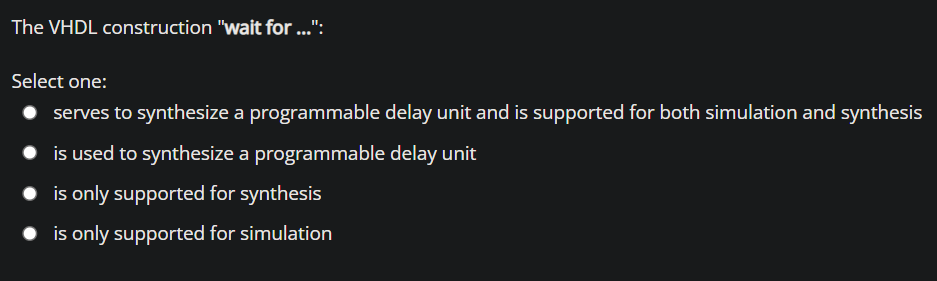 The VHDL construction "wait for ...":
Select one:
serves to synthesize a programmable delay unit and is supported for both simulation and synthesis
is used to synthesize a programmable delay unit
is only supported for synthesis
is only supported for simulation